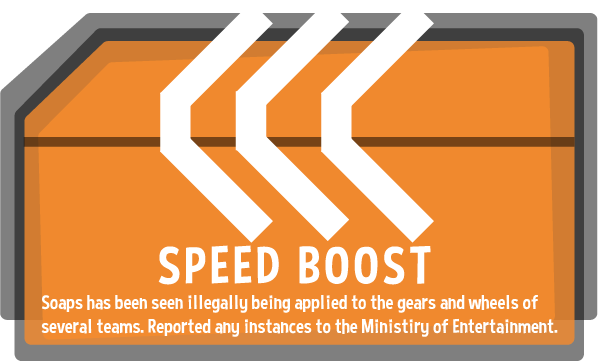 SPEED BOOST
Soaps has been seen illegally being applied to the gears and wheels of
several teams. Reported any instances to the Ministiry of Entertainment.